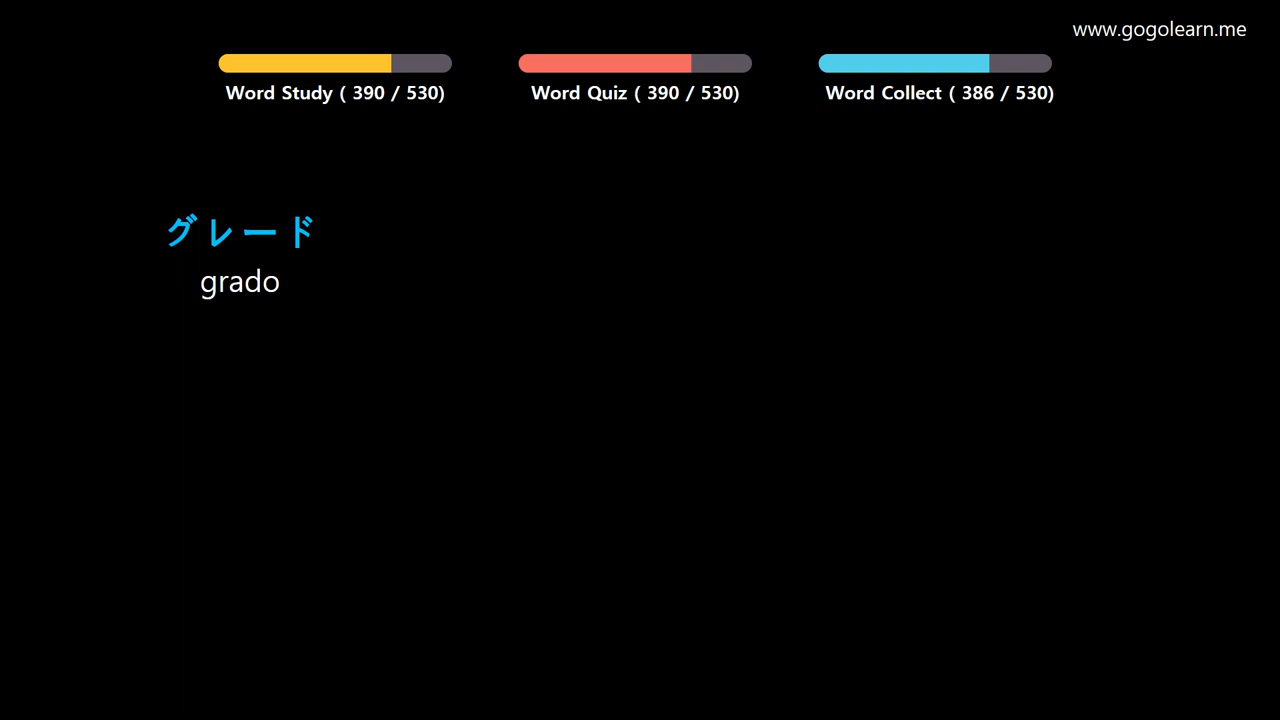 www.gogolearn.me
Word Study ( 390 / 530)
Word Quiz ( 390 / 530)
Word Collect ( 386 / 530)
グレード
grado